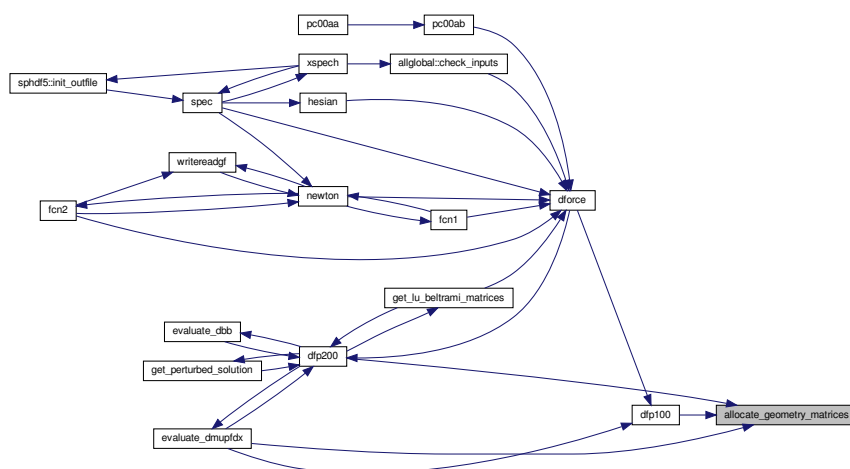 pc00aa
pc00ab
xspech
allglobal::check_inputs
sphdf5::init_outfile
spec
hesian
writereadgf
newton
dforce
fcn2
fcn1
get_lu_beltrami_matrices
evaluate_dbb
dfp200
get_perturbed_solution
dfp100
allocate_geometry_matrices
evaluate_dmupfdx